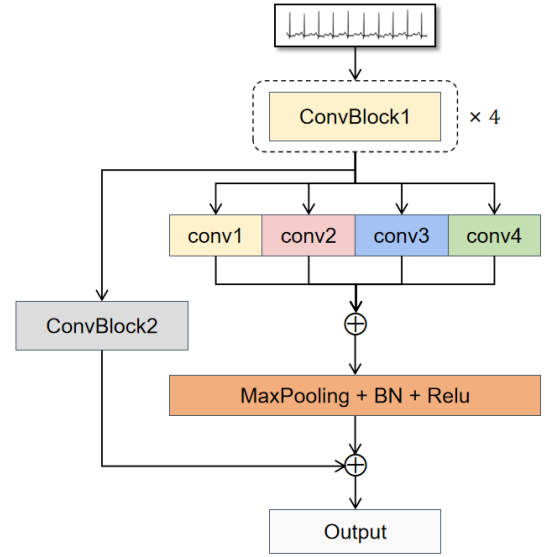 ConvBlock1
× 4
conv1
conv2
conv3
conv4
ConvBlock2
MaxPooling + BN + Relu
Output